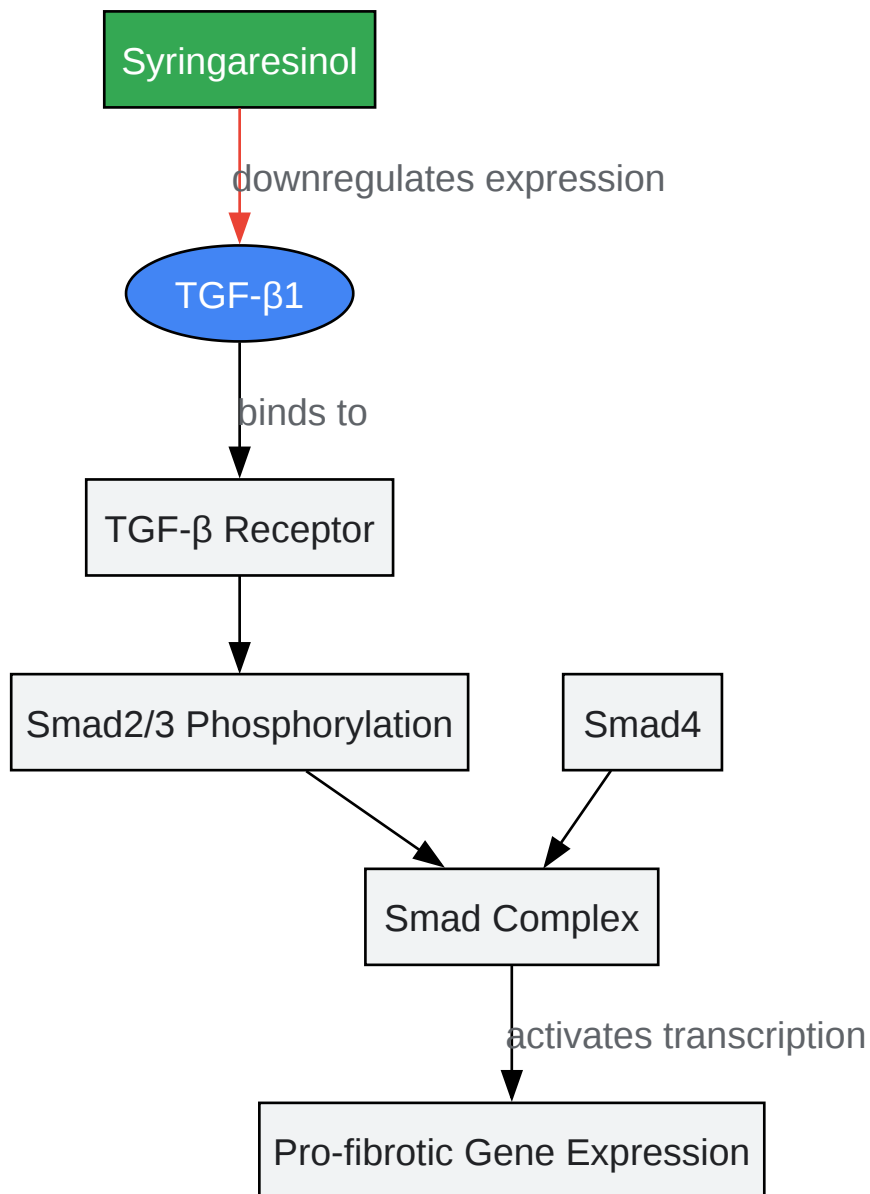 Syringaresinol
downregulates expression
TGF-β1
binds to
TGF-β Receptor
Smad2/3 Phosphorylation
Smad4
Smad Complex
activates transcription
Pro-fibrotic Gene Expression